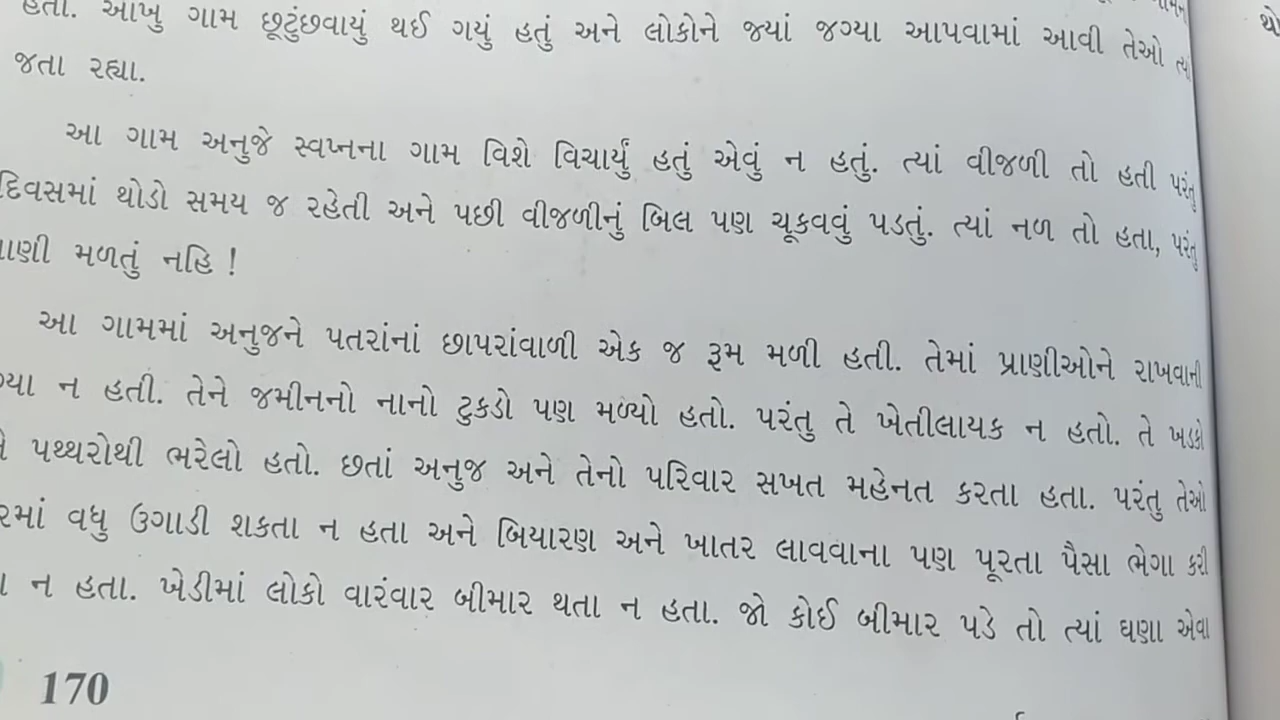 હતા. આખુ ગામ છૂટુંછવાયું થઈ ગયું હતું અને લોકોને જ્યાં જગ્યા આપવામાં આવી તેઓ ત્યાં
જતા રહ્યા.
આ ગામ અનુજે સ્વપ્નના ગામ વિશે વિચાર્યું હતું એવું ન હતું. ત્યાં વીજળી તો હતી પરંતુ
દિવસમાં થોડો સમય જ રહેતી અને પછી વીજળીનું બિલ પણ ચૂકવવું પડતું. ત્યાં નળ તો હતા, પરંતુ
મળતું નહિ !
આ ગામમાં અનુજને પતરાંનાં છાપરાંવાળી એક જ રૂમ મળી હતી. તેમાં પ્રાણીઓને રાખવાની
ન હતી. તેને જમીનનો નાનો ટુકડો પણ મળ્યો હતો. પરંતુ તે ખેતીલાયક ન હતો. તે ખડકો
પથ્થરોથી ભરેલો હતો. છતાં અનુજ અને તેનો પરિવાર સખત મહેનત કરતા હતા. પરંતુ તેઓ
વધુ ઉગાડી શકતા ન હતા અને બિયારણ અને ખાતર લાવવાના પણ પૂરતા પૈસા ભેગા કરી
ન હતા. ખેડીમાં લોકો વારંવાર બીમાર થતા ન હતા. જો કોઈ બીમાર પડે તો ત્યાં ઘણા એવા
170